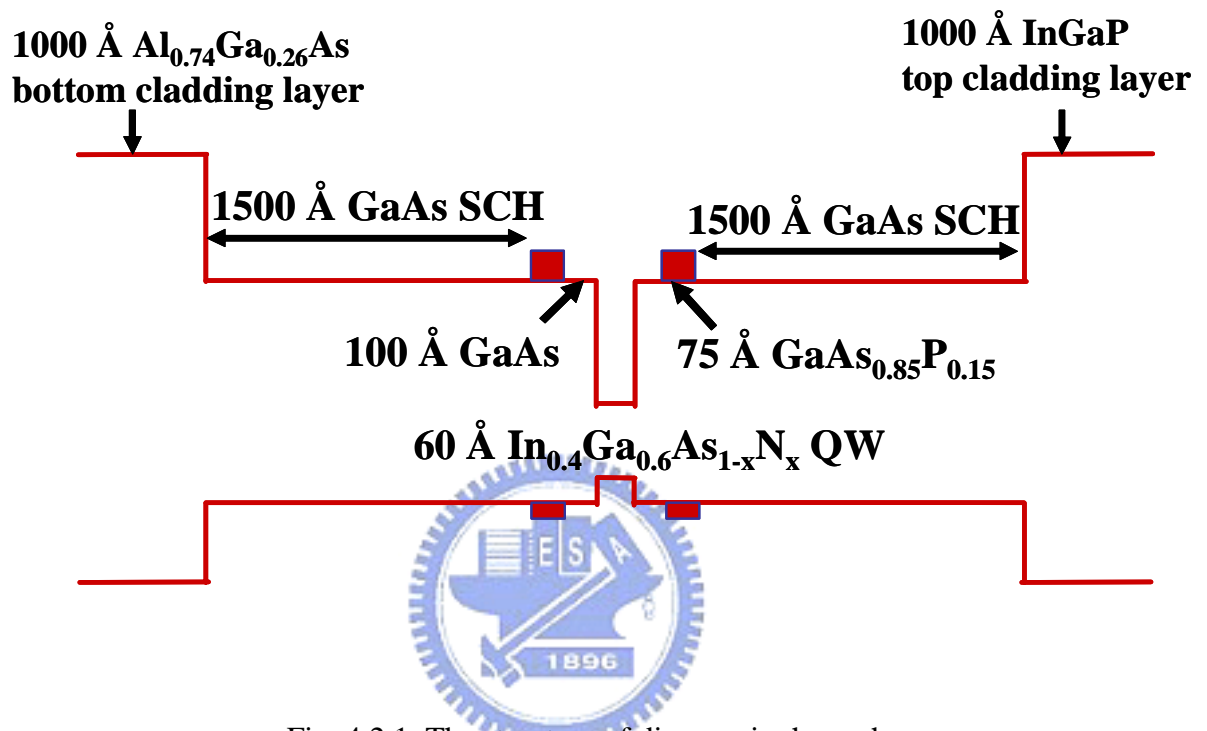 1000 Å Al0.74Ga0.26As
bottom cladding layer
1000 Å InGaP
top cladding layer
1500 Å GaAs SCH
1500 Å GaAs SCH
100 Å GaAs
75 Å GaAs0.85P0.15
60 Å In0.4Ga0.6As1-xNx QW
E S A
1896